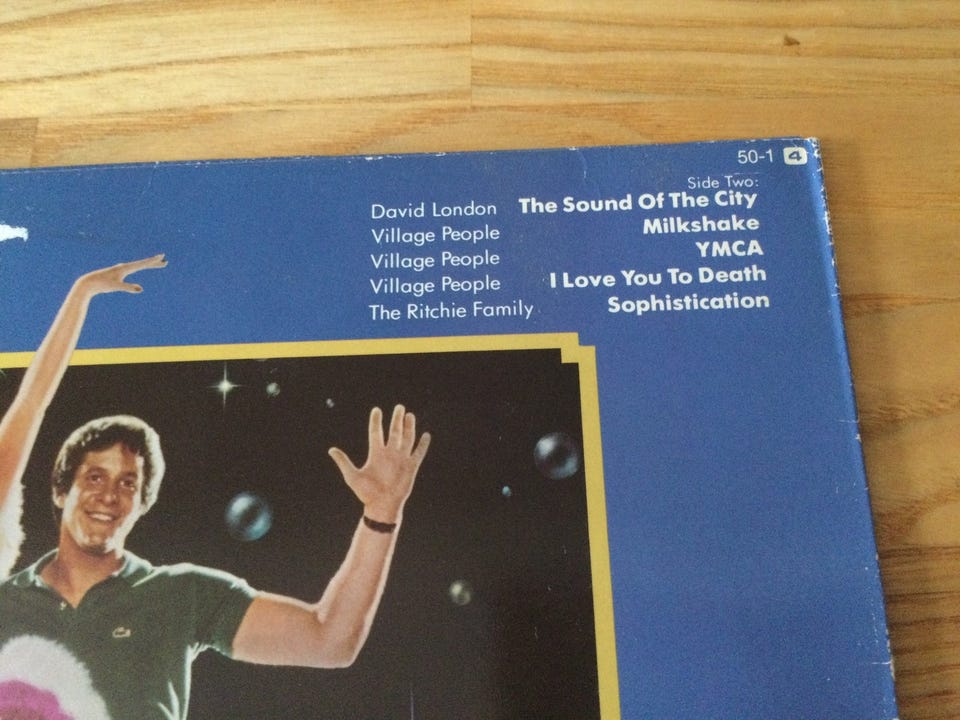 50-1 4
Side Two:
David London The Sound Of The City
Village People Milkshake
Village People YMCA
Village People I Love You To Death
The Ritchie Family Sophistication